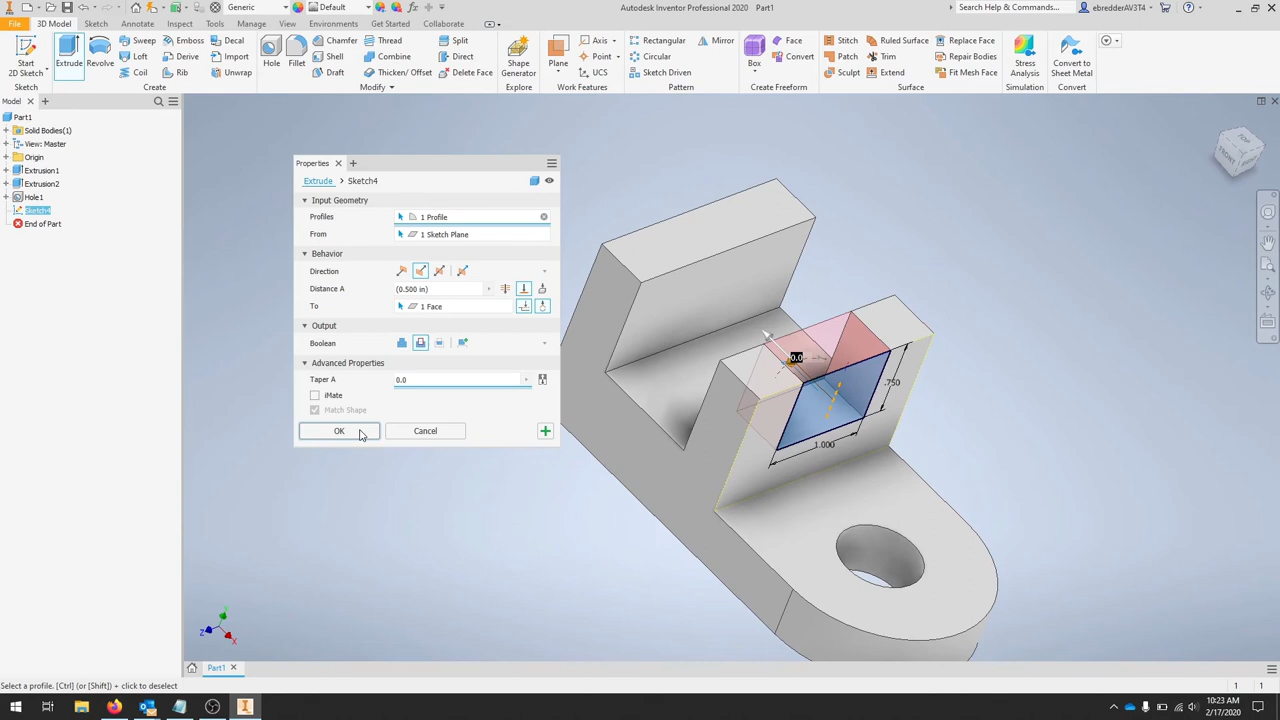 Generic Default Autodesk Inventor Professional 2020 Part1 Search Help & Commands... ebredderAV3T4
File 3D Model Sketch Annotate Inspect Tools Manage View Environments Get Started Collaborate
Start 2D Sketch Extrude Revolve Sweep Emboss Decal Loft Derive Import Coil Rib Unwrap Hole Fillet Chamfer Thread Split Shell Combine Direct Draft Thicken/ Offset Delete Face Shape Generator Plane Axis Point UCS Rectangular Mirror Circular Sketch Driven Box Face Convert Stitch Ruled Surface Replace Face Patch Trim Repair Bodies Sculpt Extend Fit Mesh Face Stress Analysis Convert to Sheet Metal
Sketch Create Modify Explore Work Features Pattern Create Freeform Surface Simulation Convert
Model
Part1
Solid Bodies(1)
View: Master
Origin
Extrusion1
Extrusion2
Hole1
Sketch4
End of Part
Properties
Extrude > Sketch4
Input Geometry
Profiles 1 Profile
From 1 Sketch Plane
Behavior
Direction
Distance A (0.500 in)
To 1 Face
Output
Boolean
Advanced Properties
Taper A 0.0
iMate
Match Shape
OK Cancel
TOP
0.0
.750
1.000
Y
Z
X
Part1
Select a profile. [Ctrl] (or [Shift]) + click to deselect 1 1
10:23 AM
2/17/2020